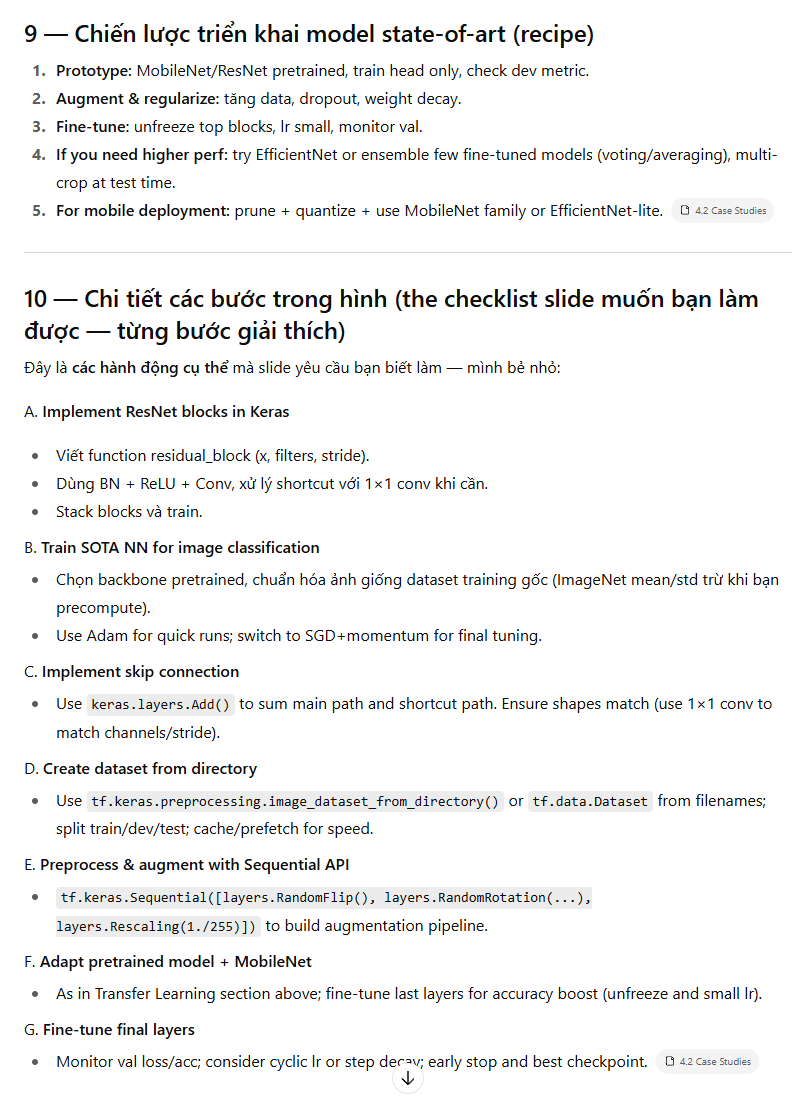 9 — Chiến lược triển khai model state-of-art (recipe)
1. Prototype: MobileNet/ResNet pretrained, train head only, check dev metric.
2. Augment & regularize: tăng data, dropout, weight decay.
3. Fine-tune: unfreeze top blocks, lr small, monitor val.
4. If you need higher perf: try EfficientNet or ensemble few fine-tuned models (voting/averaging), multi-
crop at test time.
5. For mobile deployment: prune + quantize + use MobileNet family or EfficientNet-lite. 4.2 Case Studies
10 — Chi tiết các bước trong hình (the checklist slide muốn bạn làm
được — từng bước giải thích)
Đây là các hành động cụ thể mà slide yêu cầu bạn biết làm — mình bẻ nhỏ:
A. Implement ResNet blocks in Keras
• Viết function residual_block (x, filters, stride).
• Dùng BN + ReLU + Conv, xử lý shortcut với 1×1 conv khi cần.
• Stack blocks và train.
B. Train SOTA NN for image classification
• Chọn backbone pretrained, chuẩn hóa ảnh giống dataset training gốc (ImageNet mean/std trừ khi bạn
precompute).
• Use Adam for quick runs; switch to SGD+momentum for final tuning.
C. Implement skip connection
• Use keras.layers.Add() to sum main path and shortcut path. Ensure shapes match (use 1×1 conv to
match channels/stride).
D. Create dataset from directory
• Use tf.keras.preprocessing.image_dataset_from_directory() or tf.data.Dataset from filenames;
split train/dev/test; cache/prefetch for speed.
E. Preprocess & augment with Sequential API
• tf.keras.Sequential([layers.RandomFlip(), layers.RandomRotation(...),
layers.Rescaling(1./255)]) to build augmentation pipeline.
F. Adapt pretrained model + MobileNet
• As in Transfer Learning section above; fine-tune last layers for accuracy boost (unfreeze and small lr).
G. Fine-tune final layers
• Monitor val loss/acc; consider cyclic lr or step decay; early stop and best checkpoint. 4.2 Case Studies